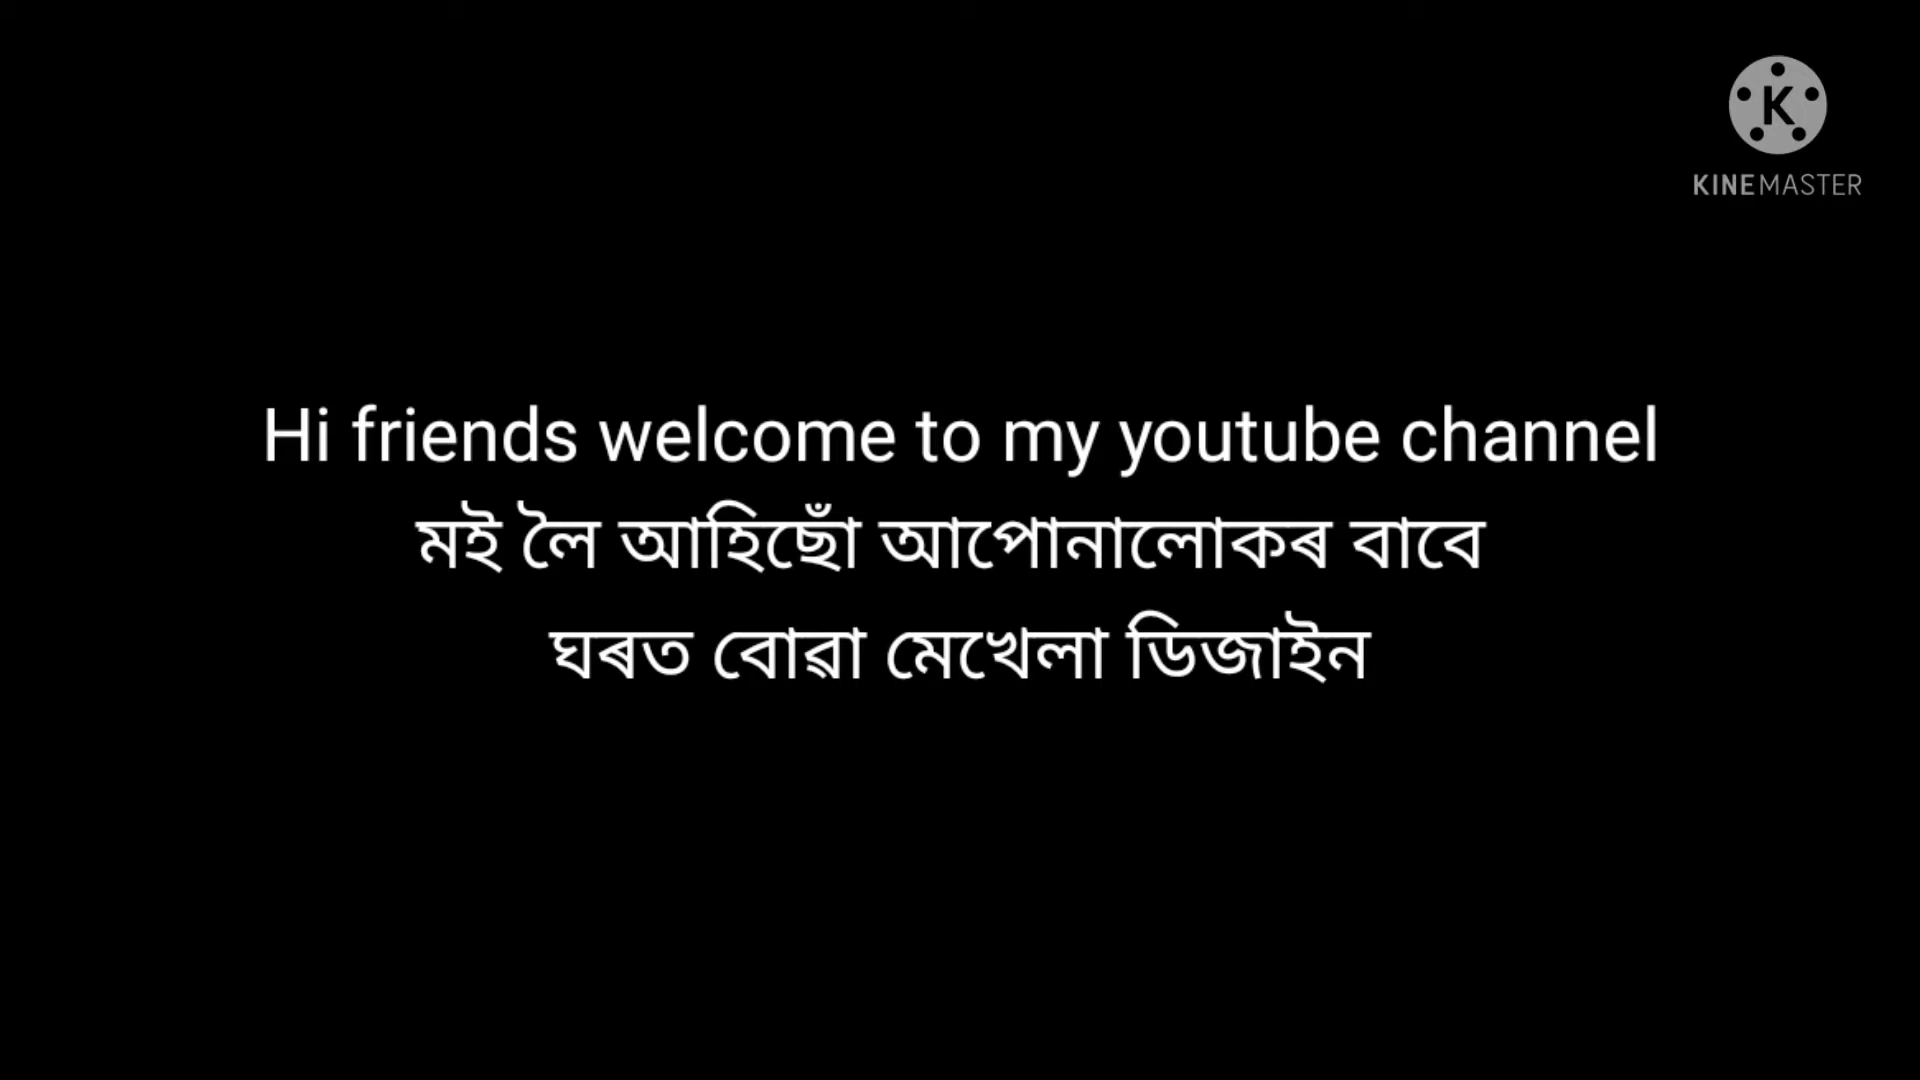 KINEMASTER
Hi friends welcome to my youtube channel
মই লৈ আহিছোঁ আপোনালোকৰ বাবে
ঘৰত বোৱা মেখেলা ডিজাইন